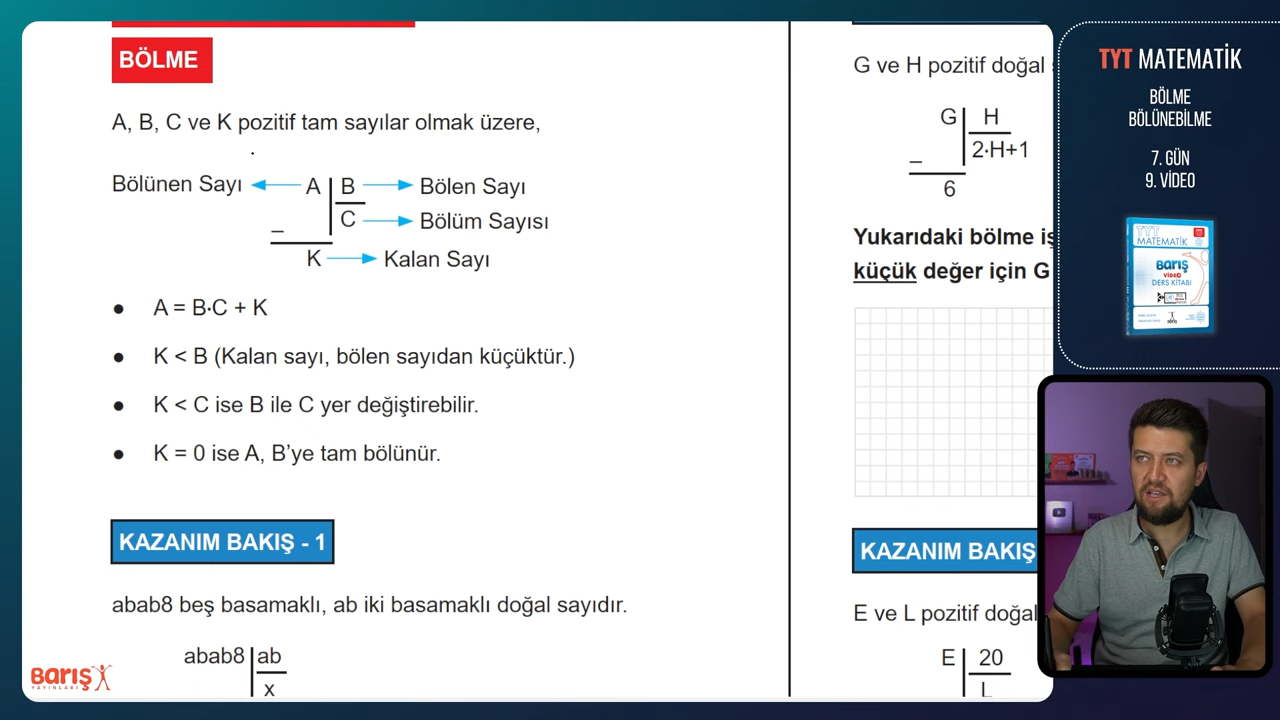 BÖLME
A, B, C ve K pozitif tam sayılar olmak üzere,
Bölünen Sayı
A
B
Bölen Sayı
C
Bölüm Sayısı
–
K
Kalan Sayı
● A = B·C + K
● K < B (Kalan sayı, bölen sayıdan küçüktür.)
● K < C ise B ile C yer değiştirebilir.
● K = 0 ise A, B’ye tam bölünür.
KAZANIM BAKIŞ - 1
abab8 beş basamaklı, ab iki basamaklı doğal sayıdır.
abab8
ab
x
BARIŞ
YAYINLARI
G ve H pozitif doğal
G
H
2·H+1
–
6
Yukarıdaki bölme iş
küçük değer için G
KAZANIM BAKIŞ
E ve L pozitif doğal
E
20
L
TYT MATEMATİK
BÖLME
BÖLÜNEBİLME
7. GÜN
9. VİDEO
TYT
MATEMATİK
BARIŞ
VİDEO
DERS KİTABI